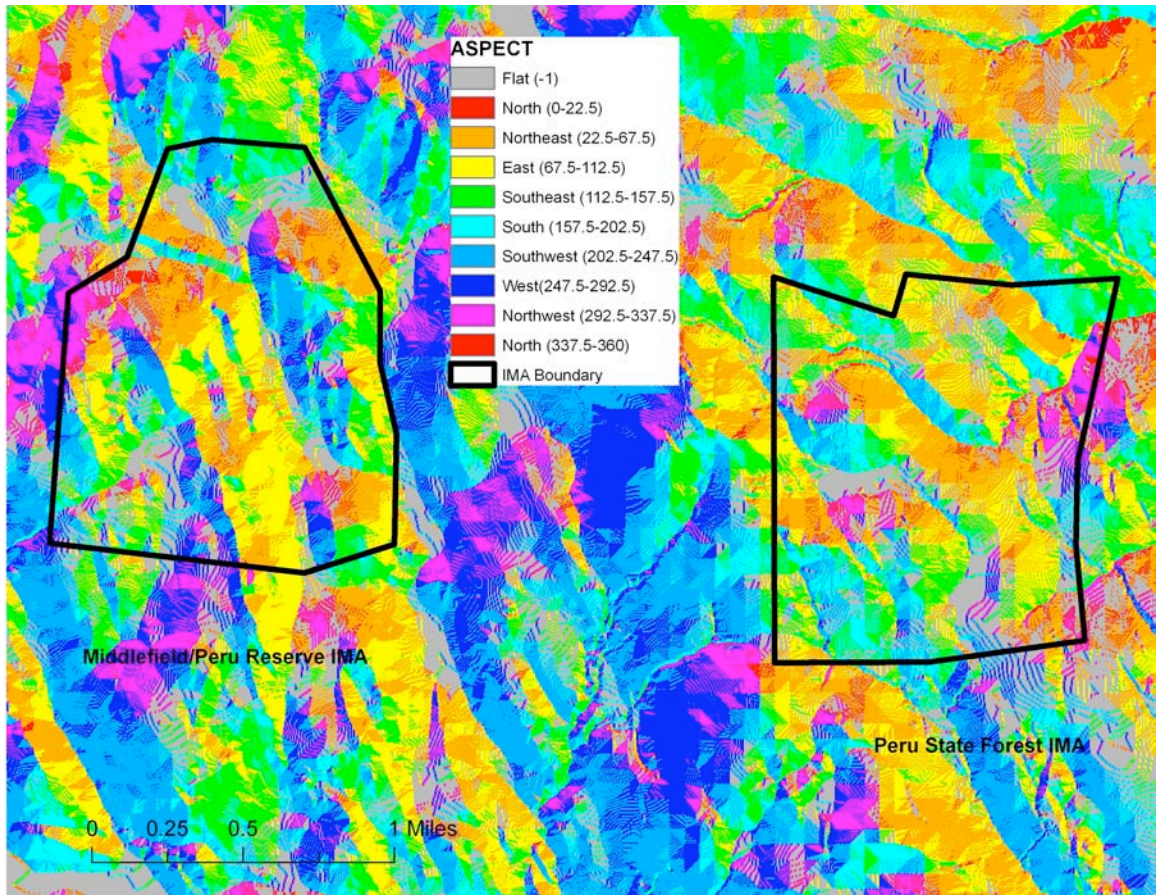 ASPECT
Flat (-1)
North (0-22.5)
Northeast (22.5-67.5)
East (67.5-112.5)
Southeast (112.5-157.5)
South (157.5-202.5)
Southwest (202.5-247.5)
West(247.5-292.5)
Northwest (292.5-337.5)
North (337.5-360)
IMA Boundary
Middlefield/Peru Reserve IMA
Peru State Forest IMA
0 0.25 0.5 1 Miles